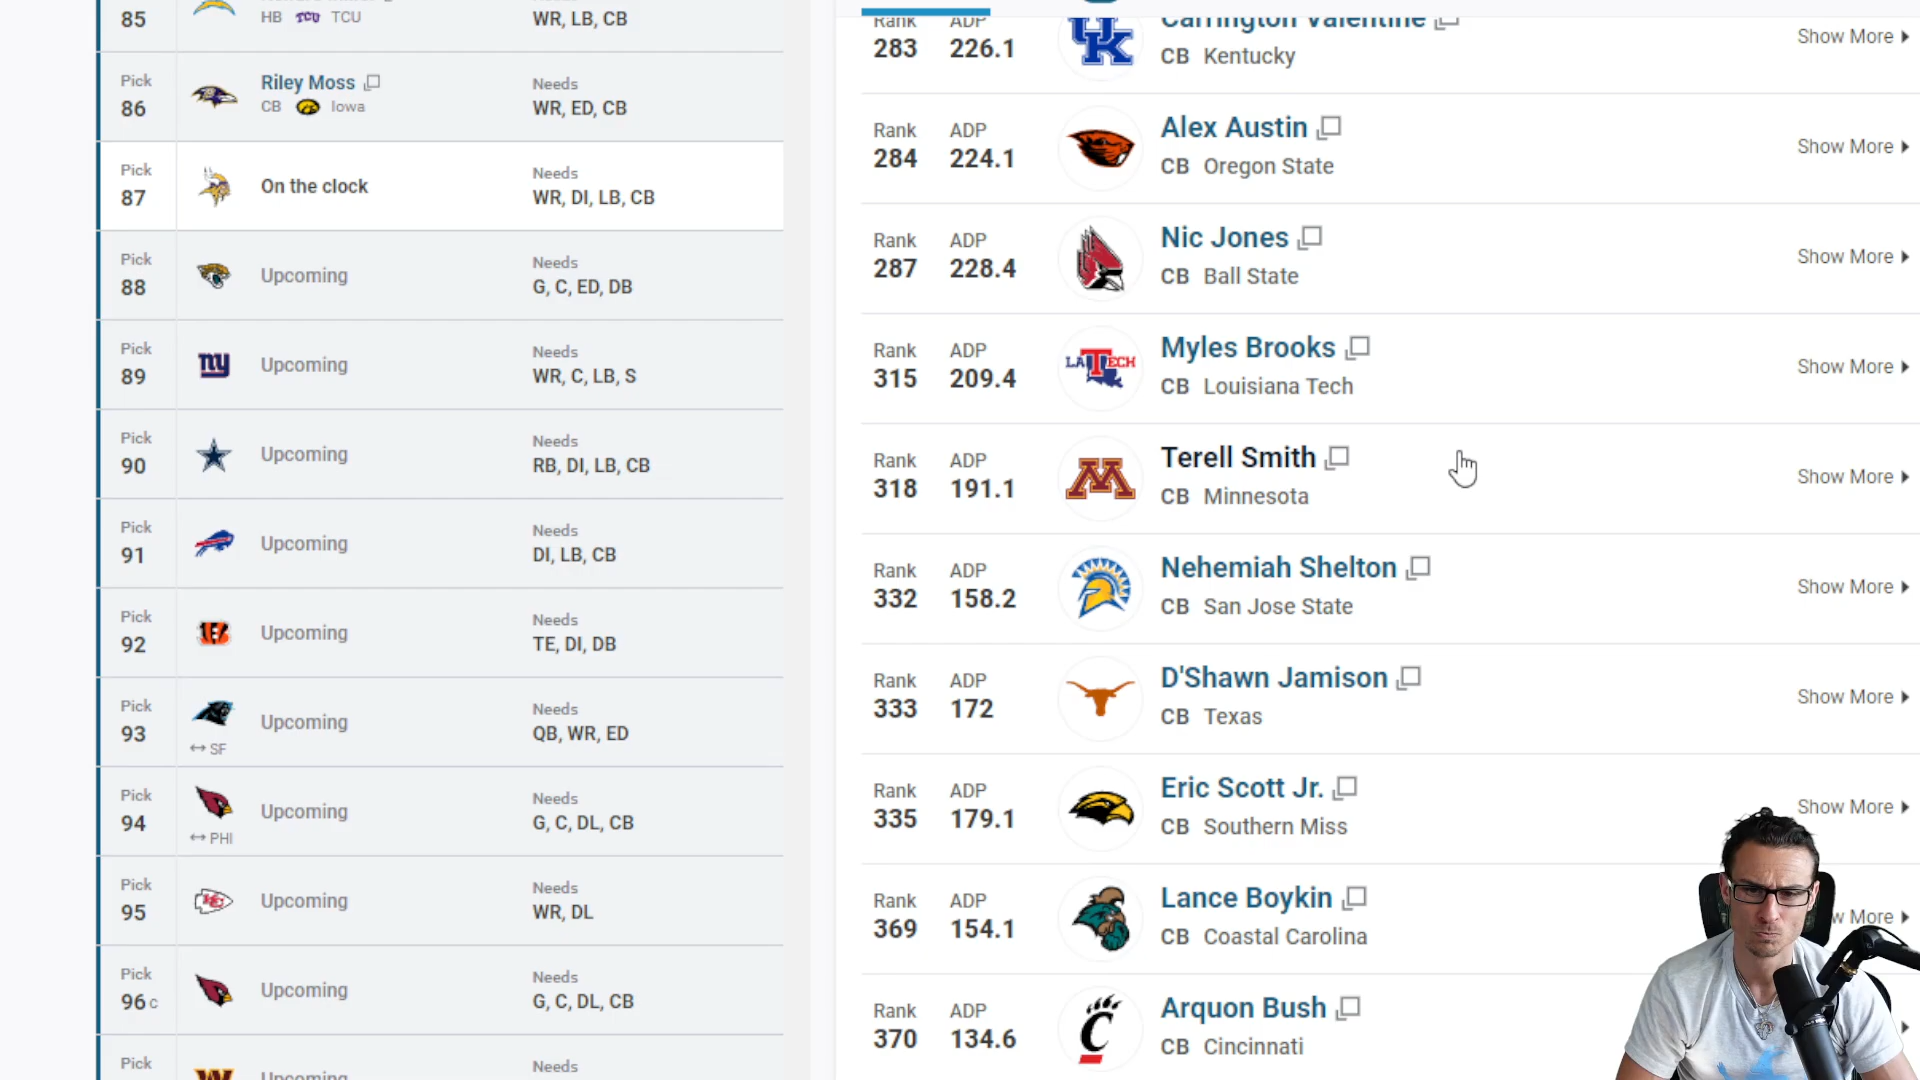 85
HB TCU TCU
WR, LB, CB
Pick
86
Riley Moss
CB Iowa
Needs
WR, ED, CB
Pick
87
On the clock
Needs
WR, DI, LB, CB
Pick
88
Upcoming
Needs
G, C, ED, DB
Pick
89
ny
Upcoming
Needs
WR, C, LB, S
Pick
90
Upcoming
Needs
RB, DI, LB, CB
Pick
91
Upcoming
Needs
DI, LB, CB
Pick
92
Upcoming
Needs
TE, DI, DB
Pick
93
↔ SF
Upcoming
Needs
QB, WR, ED
Pick
94
↔ PHI
Upcoming
Needs
G, C, DL, CB
Pick
95
KC
Upcoming
Needs
WR, DL
Pick
96 c
Upcoming
Needs
G, C, DL, CB
Pick
W
Upcoming
Needs
Rank ADP
283 226.1
UK
Carrington Valentine
CB Kentucky
Show More
Rank ADP
284 224.1
Alex Austin
CB Oregon State
Show More
Rank ADP
287 228.4
Nic Jones
CB Ball State
Show More
Rank ADP
315 209.4
LA TECH
Myles Brooks
CB Louisiana Tech
Show More
Rank ADP
318 191.1
M
Terell Smith
CB Minnesota
Show More
Rank ADP
332 158.2
Nehemiah Shelton
CB San Jose State
Show More
Rank ADP
333 172
D'Shawn Jamison
CB Texas
Show More
Rank ADP
335 179.1
Eric Scott Jr.
CB Southern Miss
Show More
Rank ADP
369 154.1
Lance Boykin
CB Coastal Carolina
w More
Rank ADP
370 134.6
C
Arquon Bush
CB Cincinnati